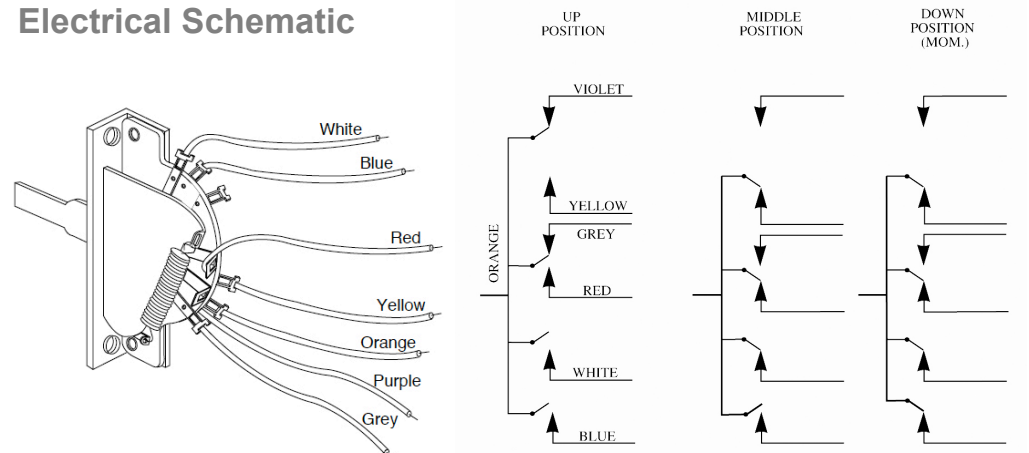 Electrical Schematic
White
Blue
Red
Yellow
Orange
Purple
Grey
UP
POSITION
MIDDLE
POSITION
DOWN
POSITION
(MOM.)
VIOLET
YELLOW
GREY
ORANGE
RED
WHITE
BLUE